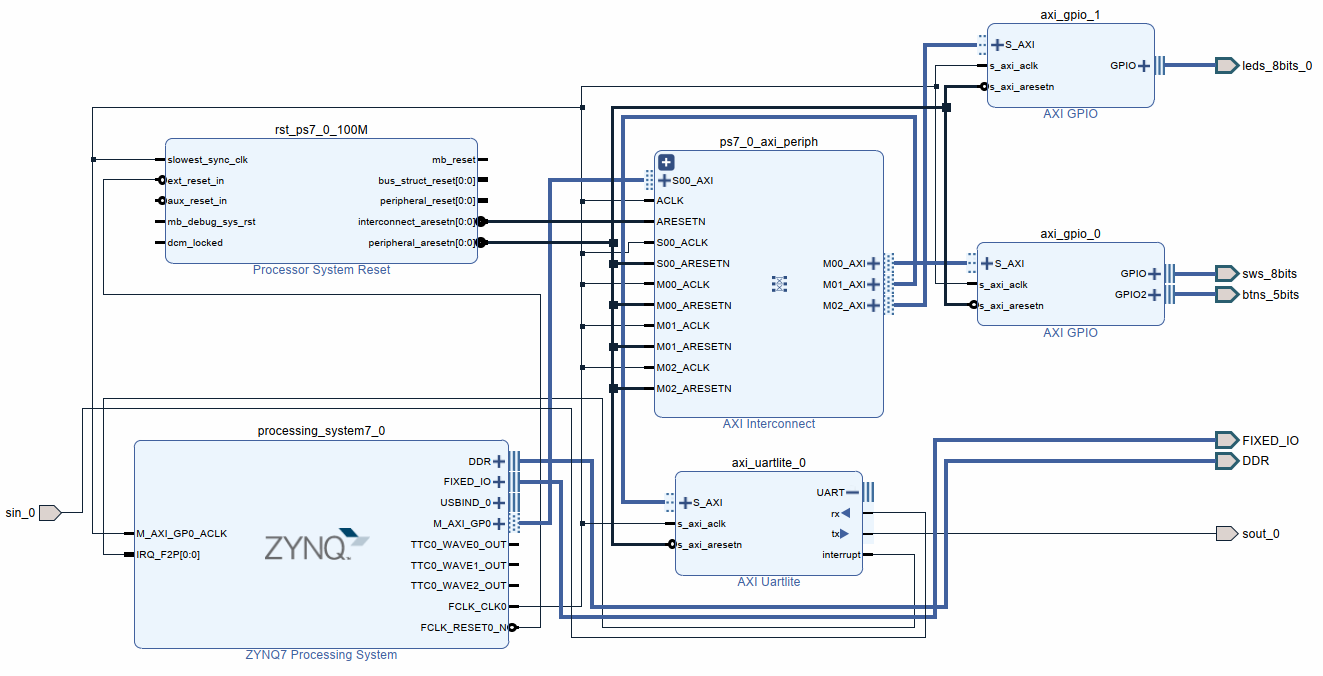 axi_gpio_1
S_AXI
s_axi_aclk
s_axi_aresetn
GPIO
AXI GPIO
leds_8bits_0
rst_ps7_0_100M
slowest_sync_clk
ext_reset_in
aux_reset_in
mb_debug_sys_rst
dcm_locked
mb_reset
bus_struct_reset[0:0]
peripheral_reset[0:0]
interconnect_aresetn[0:0]
peripheral_aresetn[0:0]
Processor System Reset
ps7_0_axi_periph
S00_AXI
ACLK
ARESETN
S00_ACLK
S00_ARESETN
M00_ACLK
M00_ARESETN
M01_ACLK
M01_ARESETN
M02_ACLK
M02_ARESETN
M00_AXI
M01_AXI
M02_AXI
AXI Interconnect
axi_gpio_0
S_AXI
s_axi_aclk
s_axi_aresetn
GPIO
GPIO2
AXI GPIO
sws_8bits
btns_5bits
processing_system7_0
M_AXI_GP0_ACLK
IRQ_F2P[0:0]
ZYNQ
DDR
FIXED_IO
USBIND_0
M_AXI_GP0
TTC0_WAVE0_OUT
TTC0_WAVE1_OUT
TTC0_WAVE2_OUT
FCLK_CLK0
FCLK_RESET0_N
ZYNQ7 Processing System
sin_0
axi_uartlite_0
S_AXI
s_axi_aclk
s_axi_aresetn
UART
rx
tx
interrupt
AXI Uartlite
FIXED_IO
DDR
sout_0